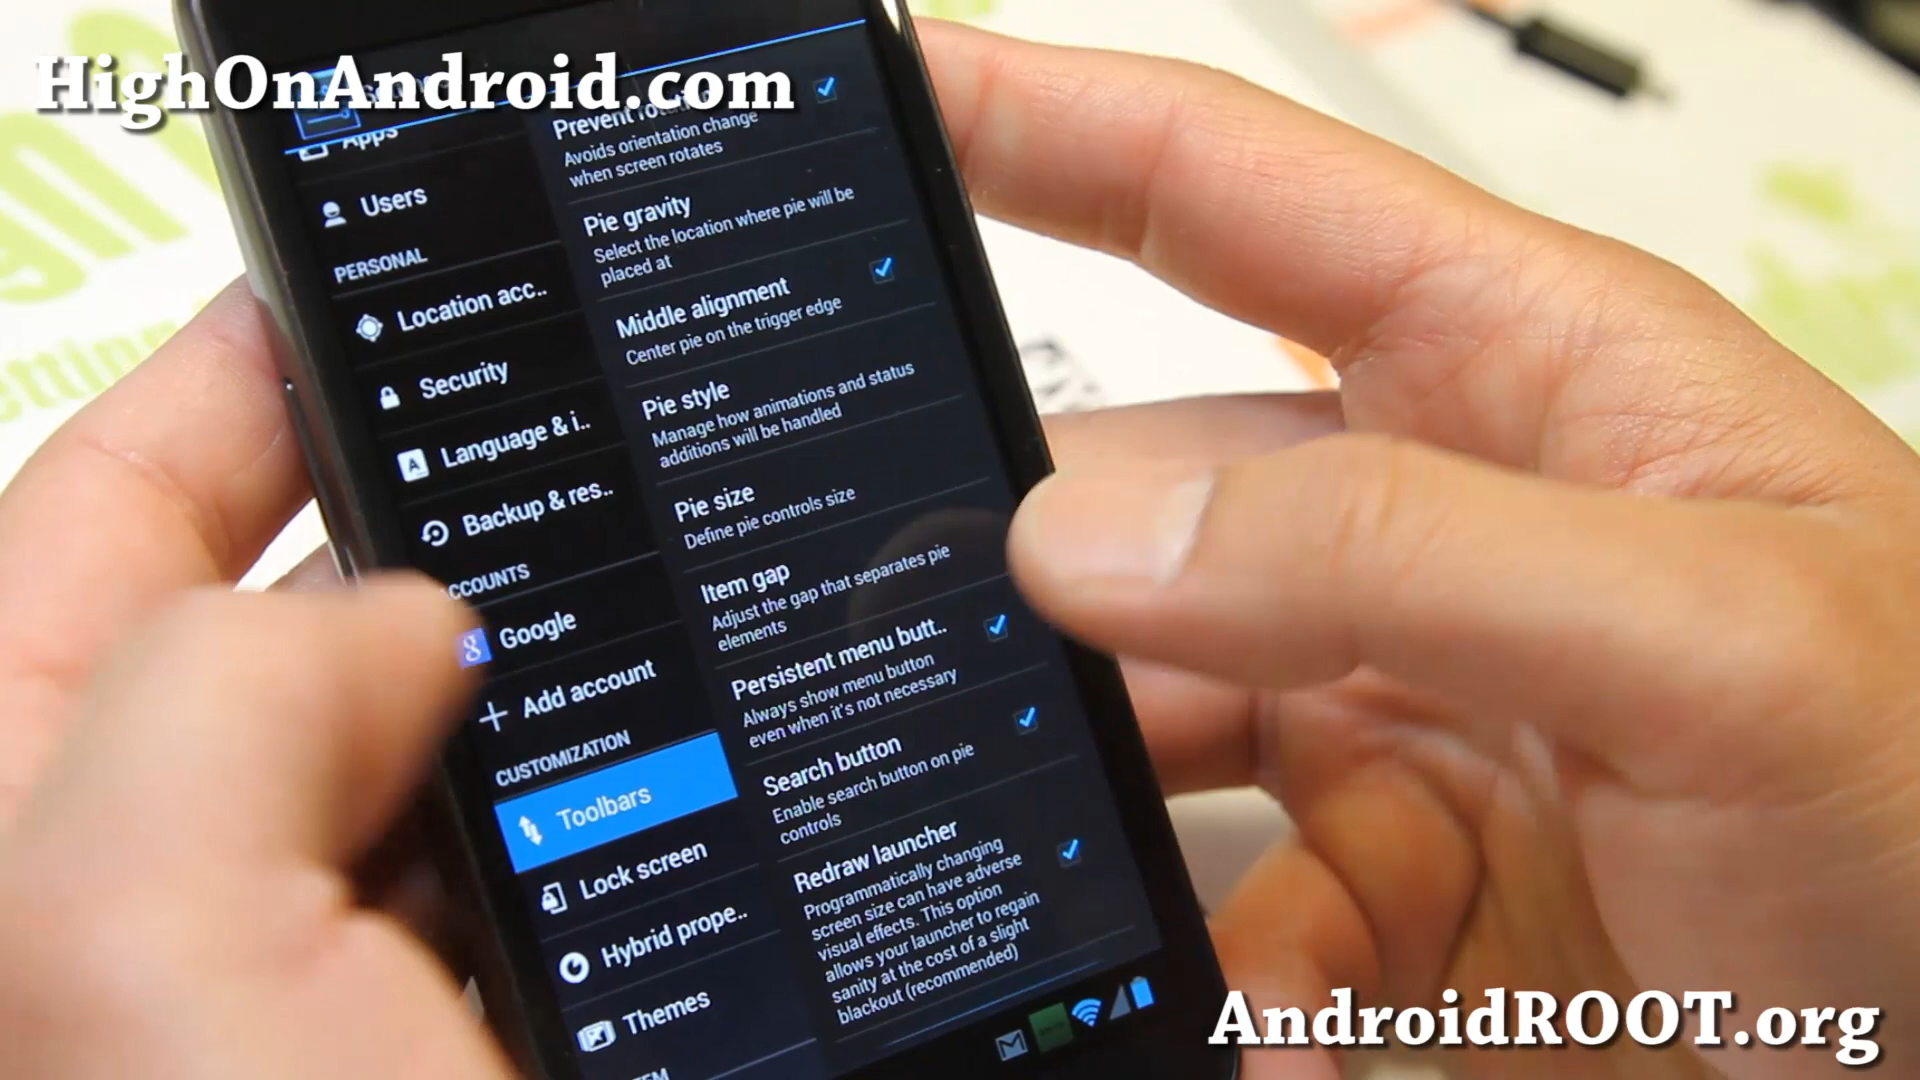 HighOnAndroid.com
Apps
Users
PERSONAL
Location acc..
Security
Language & i..
Backup & res..
CCOUNTS
Google
Add account
CUSTOMIZATION
Toolbars
Lock screen
Hybrid prope..
Themes
Prevent
Avoids orientation change
when screen rotates
Pie gravity
Select the location where pie will be
placed at
Middle alignment
Center pie on the trigger edge
Pie style
Manage how animations and status
additions will be handled
Pie size
Define pie controls size
Item gap
Adjust the gap that separates pie
elements
Persistent menu butt..
Always show menu button
even when it's not necessary
Search button
Enable search button on pie
controls
Redraw launcher
Programmatically changing
screen size can have adverse
visual effects. This option
allows your launcher to regain
sanity at the cost of a slight
blackout (recommended)
AndroidROOT.org